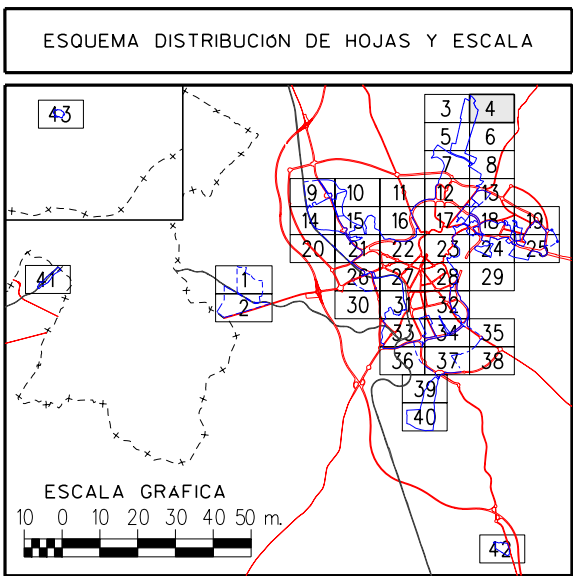 ESQUEMA DISTRIBUCIóN DE HOJAS Y ESCALA
43
3 4
5 6
7 8
9 10 11 12 13
14 15 16 17 18 19
20 21 22 23 24 25
41 1 26 27 28 29
2 30 31 32
33 34 35
36 37 38
39
40
ESCALA GRÁFICA
10 0 10 20 30 40 50 m.
42